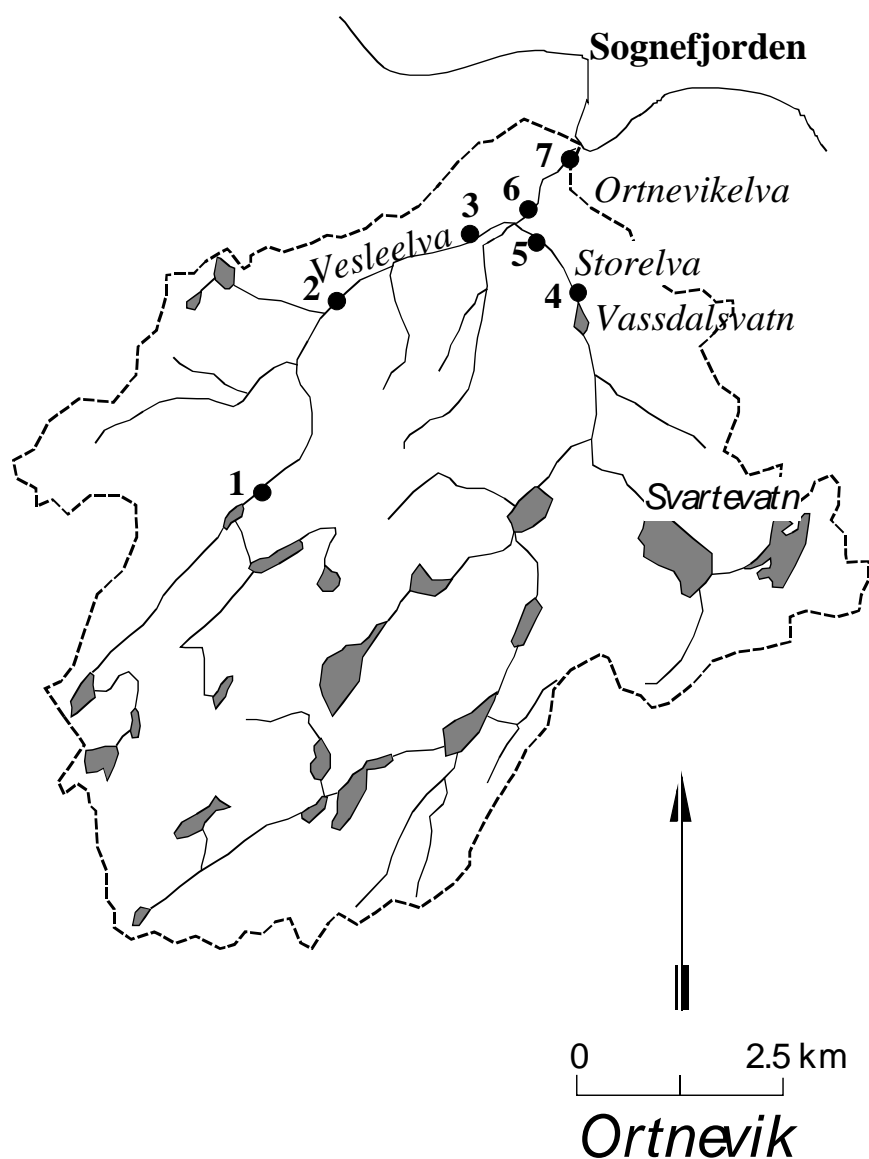 Sognefjorden
7
Ortnevikelva
6
3
Vesleelva
5
Storelva
2
4
Vassdalsvatn
1
Svartevatn
0 2.5 km
Ortnevik